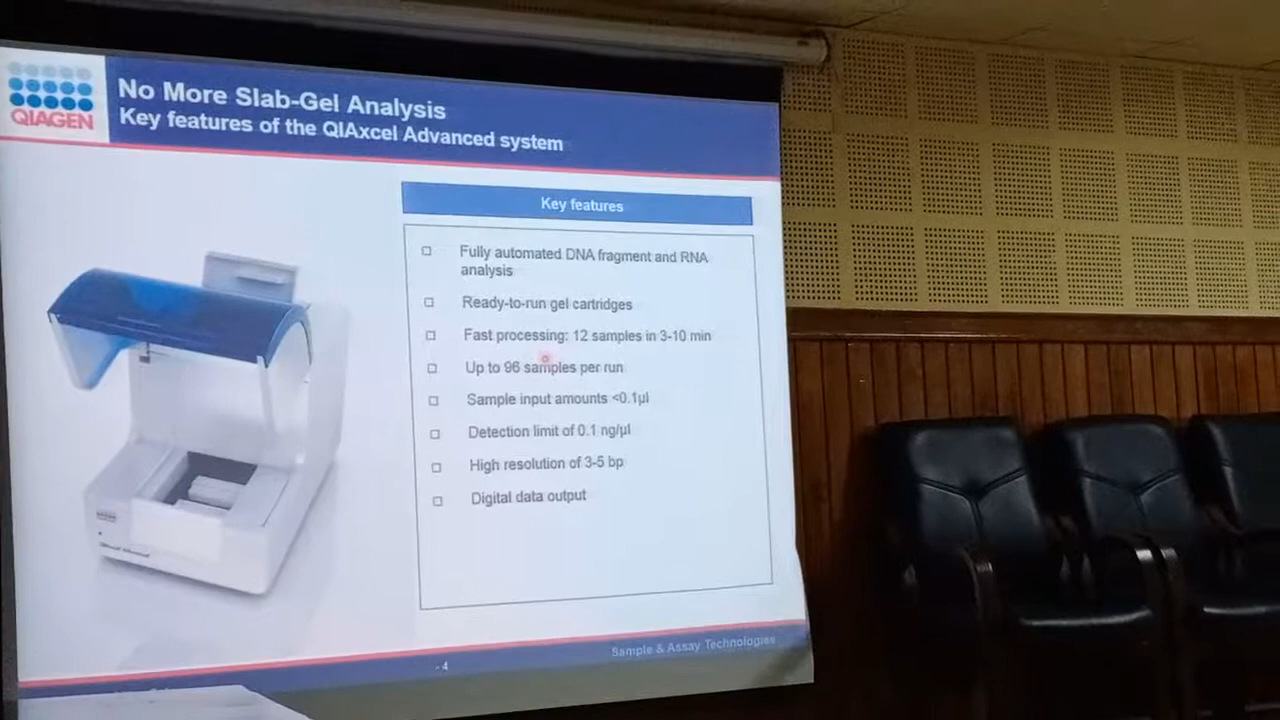 QIAGEN
No More Slab-Gel Analysis
Key features of the QIAxcel Advanced system
Key features
Fully automated DNA fragment and RNA
analysis
Ready-to-run gel cartridges
Fast processing: 12 samples in 3-10 min
Up to 96 samples per run
Sample input amounts <0.1µl
Detection limit of 0.1 ng/µl
High resolution of 3-5 bp
Digital data output
Sample & Assay Technologies
- 4